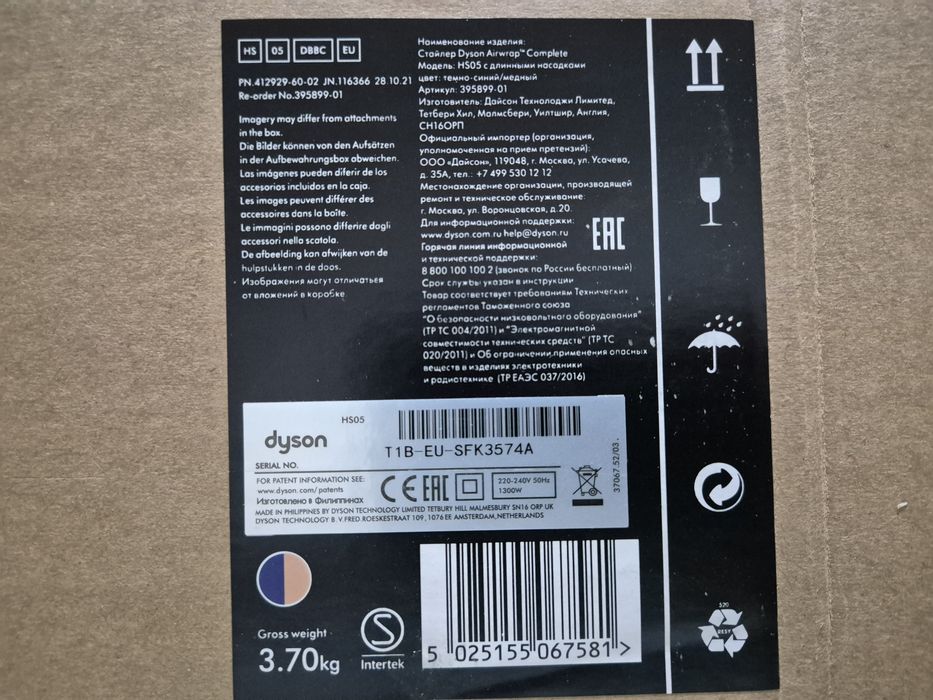 HS 05 DBBC EU
PN.412929-60-02 JN.116366 28.10.21
Re-order No.395899-01
Imagery may differ from attachments
in the box.
Die Bilder können von den Aufsätzen
in der Aufbewahrungsbox abweichen.
Las imágenes pueden diferir de los
accesorios incluidos en la caja.
Les images peuvent différer des
accessoires dans la boîte.
Le immagini possono differire dagli
accessori nella scatola.
De afbeelding kan afwijken van de
hulpstukken in de doos.
Изображения могут отличаться
от вложений в коробке.
Наименование изделия:
Стайлер Dyson Airwrap™ Complete
Модель: HS05 с длинными насадками
цвет: темно-синий/медный
Артикул: 395899-01
Изготовитель: Дайсон Технолоджи Лимитед,
Тетбери Хил, Малмсбери, Уилтшир, Англия,
СН16ОРП
Официальный импортер (организация,
уполномоченная на прием претензий):
ООО «Дайсон», 119048, г. Москва, ул. Усачева,
д. 35А, тел.: +7 499 530 12 12
Местонахождение организации, производящей
ремонт и техническое обслуживание:
г. Москва, ул. Воронцовская, д. 20.
Для информационной поддержки:
www.dyson.com.ru help@dyson.ru
Горячая линия информационной
и технической поддержки:
8 800 100 100 2 (звонок по России бесплатный)
Срок службы указан в инструкции
Товар соответствует требованиям Технических
регламентов Таможенного союза
"О безопасности низковольтного оборудования"
(ТР ТС 004/2011) и "Электромагнитной
совместимости технических средств" (ТР ТС
020/2011) и Об ограничении применения опасных
веществ в изделиях электротехники
и радиотехнике (ТР ЕАЭС 037/2016)
EAC
HS05
dyson
T1B-EU-SFK3574A
SERIAL NO.
FOR PATENT INFORMATION SEE:
www.dyson.com/patents
Изготовлено в Филиппинах
CE EAC
220-240V 50Hz
1300W
37067.52/03.
MADE IN PHILIPPINES BY DYSON TECHNOLOGY LIMITED TETBURY HILL MALMESBURY SN16 ORP UK
DYSON TECHNOLOGY B.V. FRED. ROESKESTRAAT 109, 1076 EE AMSTERDAM, NETHERLANDS
Gross weight
3.70kg
S
Intertek
5 025155 067581 >
320
RESY